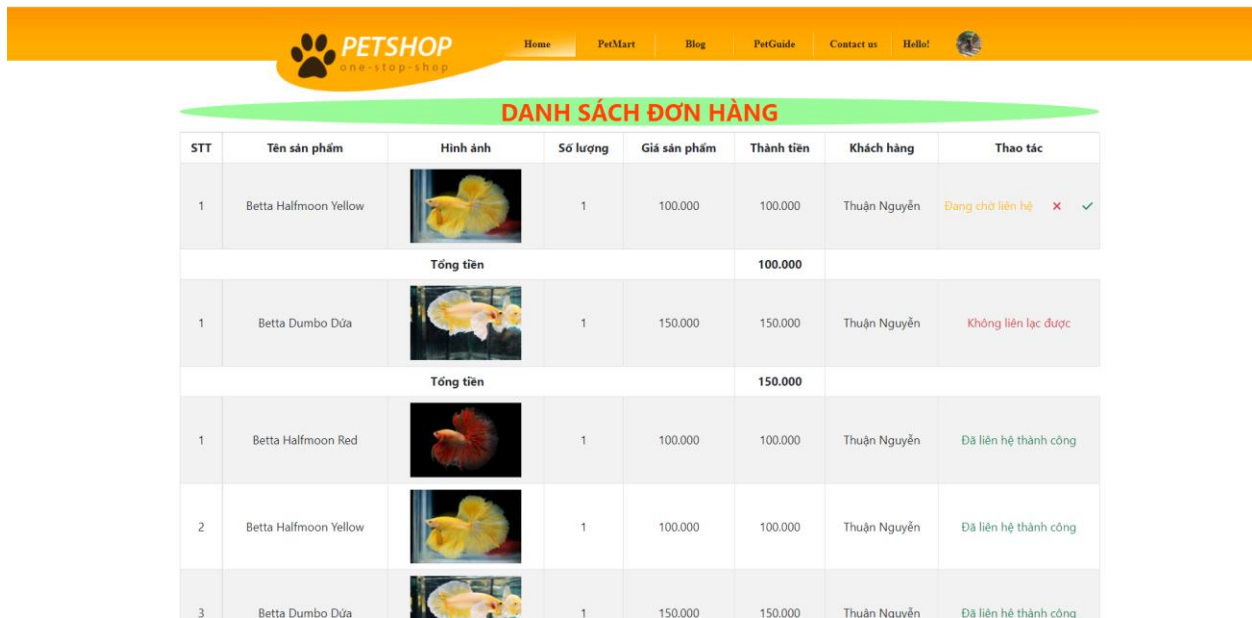 PETSHOP
one-stop-shop
Home PetMart Blog PetGuide Contact us Hello!
DANH SÁCH ĐƠN HÀNG
STT Tên sản phẩm Hình ảnh Số lượng Giá sản phẩm Thành tiền Khách hàng Thao tác
1 Betta Halfmoon Yellow 1 100.000 100.000 Thuận Nguyễn Đang chờ liên hệ
Tổng tiền 100.000
1 Betta Dumbo Dứa 1 150.000 150.000 Thuận Nguyễn Không liên lạc được
Tổng tiền 150.000
1 Betta Halfmoon Red 1 100.000 100.000 Thuận Nguyễn Đã liên hệ thành công
2 Betta Halfmoon Yellow 1 100.000 100.000 Thuận Nguyễn Đã liên hệ thành công
3 Betta Dumbo Dứa 1 150.000 150.000 Thuận Nguyễn Đã liên hệ thành công